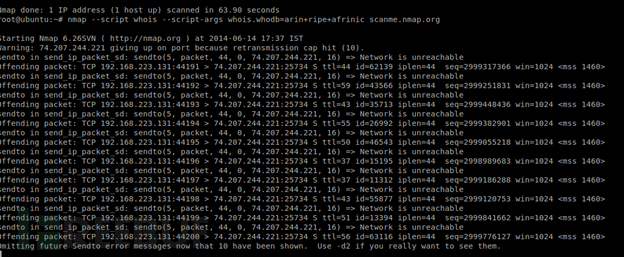 Nmap done: 1 IP address (1 host up) scanned in 63.90 seconds
root@ubuntu:~# nmap --script whois --script-args whois.whodb=arin+ripe+afrinic scanme.nmap.org
Starting Nmap 6.26SVN ( http://nmap.org ) at 2014-06-14 17:37 IST
Warning: 74.207.244.221 giving up on port because retransmission cap hit (10).
sendto in send_ip_packet_sd: sendto(5, packet, 44, 0, 74.207.244.221, 16) => Network is unreachable
Offending packet: TCP 192.168.223.131:44191 > 74.207.244.221:25734 S ttl=44 id=62139 iplen=44 seq=2999317366 win=1024 <mss 1460>
sendto in send_ip_packet_sd: sendto(5, packet, 44, 0, 74.207.244.221, 16) => Network is unreachable
Offending packet: TCP 192.168.223.131:44192 > 74.207.244.221:25734 S ttl=59 id=43566 iplen=44 seq=2999251831 win=1024 <mss 1460>
sendto in send_ip_packet_sd: sendto(5, packet, 44, 0, 74.207.244.221, 16) => Network is unreachable
Offending packet: TCP 192.168.223.131:44193 > 74.207.244.221:25734 S ttl=43 id=35713 iplen=44 seq=2999448436 win=1024 <mss 1460>
sendto in send_ip_packet_sd: sendto(5, packet, 44, 0, 74.207.244.221, 16) => Network is unreachable
Offending packet: TCP 192.168.223.131:44194 > 74.207.244.221:25734 S ttl=55 id=26992 iplen=44 seq=2999382901 win=1024 <mss 1460>
sendto in send_ip_packet_sd: sendto(5, packet, 44, 0, 74.207.244.221, 16) => Network is unreachable
Offending packet: TCP 192.168.223.131:44195 > 74.207.244.221:25734 S ttl=50 id=46543 iplen=44 seq=2999055218 win=1024 <mss 1460>
sendto in send_ip_packet_sd: sendto(5, packet, 44, 0, 74.207.244.221, 16) => Network is unreachable
Offending packet: TCP 192.168.223.131:44196 > 74.207.244.221:25734 S ttl=37 id=15195 iplen=44 seq=2998989683 win=1024 <mss 1460>
sendto in send_ip_packet_sd: sendto(5, packet, 44, 0, 74.207.244.221, 16) => Network is unreachable
Offending packet: TCP 192.168.223.131:44197 > 74.207.244.221:25734 S ttl=37 id=11312 iplen=44 seq=2999186288 win=1024 <mss 1460>
sendto in send_ip_packet_sd: sendto(5, packet, 44, 0, 74.207.244.221, 16) => Network is unreachable
Offending packet: TCP 192.168.223.131:44198 > 74.207.244.221:25734 S ttl=43 id=55877 iplen=44 seq=2999120753 win=1024 <mss 1460>
sendto in send_ip_packet_sd: sendto(5, packet, 44, 0, 74.207.244.221, 16) => Network is unreachable
Offending packet: TCP 192.168.223.131:44199 > 74.207.244.221:25734 S ttl=51 id=13394 iplen=44 seq=2999841662 win=1024 <mss 1460>
sendto in send_ip_packet_sd: sendto(5, packet, 44, 0, 74.207.244.221, 16) => Network is unreachable
Offending packet: TCP 192.168.223.131:44200 > 74.207.244.221:25734 S ttl=56 id=63116 iplen=44 seq=2999776127 win=1024 <mss 1460>
Omitting future Sendto error messages now that 10 have been shown. Use -d2 if you really want to see them.